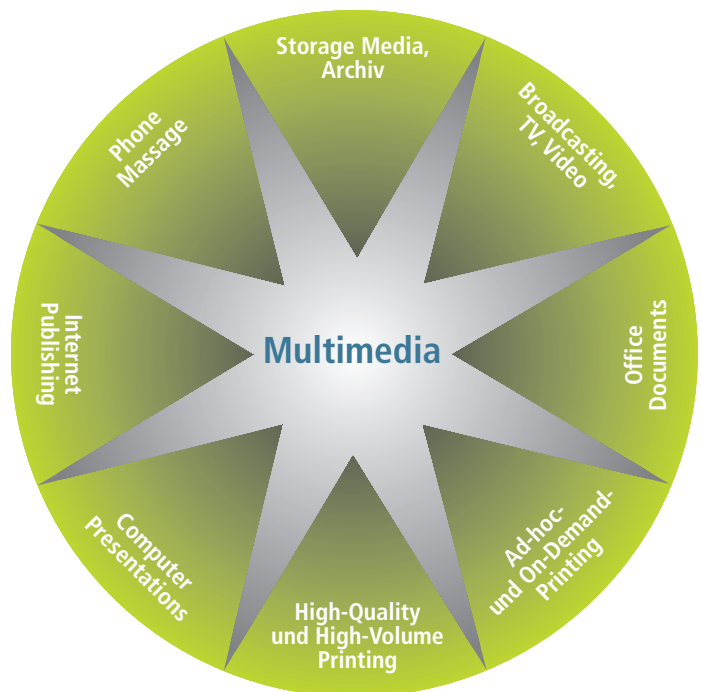 Storage Media,
Archiv
Broadcasting,
TV, Video
Office
Documents
Ad-hoc-
und On-Demand-
Printing
High-Quality
und High-Volume
Printing
Computer
Presentations
Internet
Publishing
Phone
Massage
Multimedia